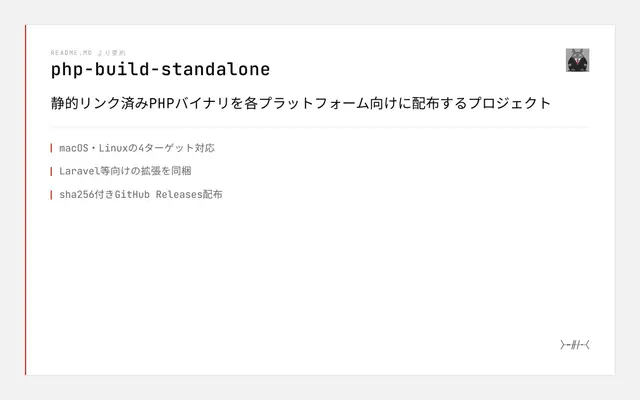 README.MD より要約
php-build-standalone
静的リンク済みPHPバイナリを各プラットフォーム向けに配布するプロジェクト
macOS・Linuxの4ターゲット対応
Laravel等向けの拡張を同梱
sha256付きGitHub Releases配布